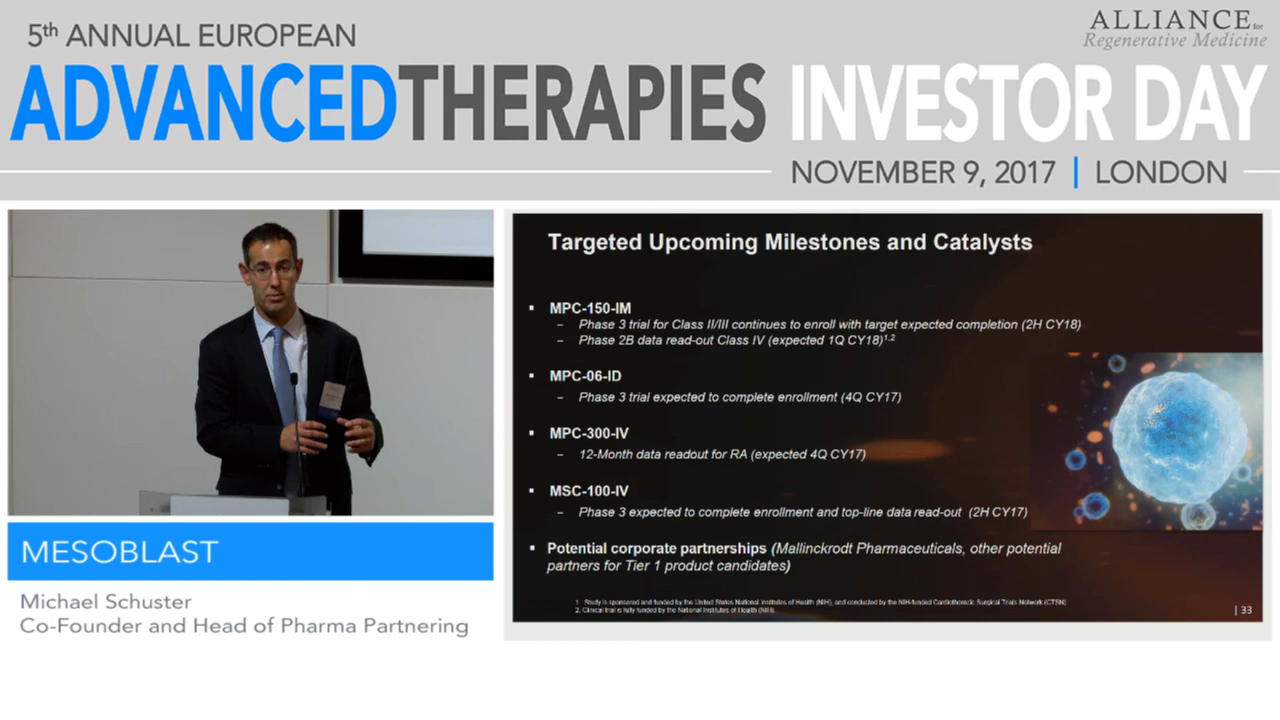 5th ANNUAL EUROPEAN
ADVANCEDTHERAPIES INVESTOR DAY
NOVEMBER 9, 2017 | LONDON
ALLIANCE for
Regenerative Medicine
MESOBLAST
Michael Schuster
Co-Founder and Head of Pharma Partnering
Targeted Upcoming Milestones and Catalysts
▪ MPC-150-IM
– Phase 3 trial for Class II/III continues to enroll with target expected completion (2H CY18)
– Phase 2B data read-out Class IV (expected 1Q CY18)1,2
▪ MPC-06-ID
– Phase 3 trial expected to complete enrollment (4Q CY17)
▪ MPC-300-IV
– 12-Month data readout for RA (expected 4Q CY17)
▪ MSC-100-IV
– Phase 3 expected to complete enrollment and top-line data read-out (2H CY17)
▪ Potential corporate partnerships (Mallinckrodt Pharmaceuticals, other potential
partners for Tier 1 product candidates)
1. Study is sponsored and funded by the United States National Institutes of Health (NIH), and conducted by the NIH-funded Cardiothoracic Surgical Trials Network (CTSN)
2. Clinical trial is fully funded by the National Institutes of Health (NIH).
| 33